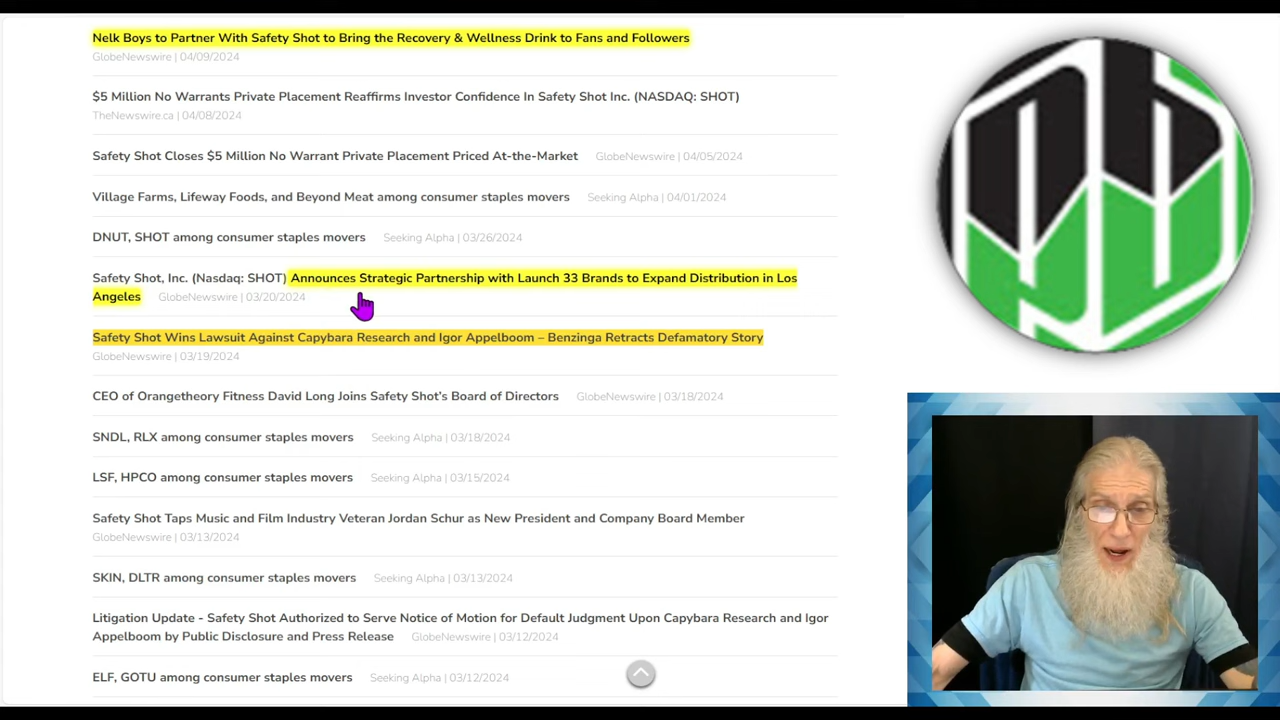 Nelk Boys to Partner With Safety Shot to Bring the Recovery & Wellness Drink to Fans and Followers
GlobeNewswire | 04/09/2024
$5 Million No Warrants Private Placement Reaffirms Investor Confidence In Safety Shot Inc. (NASDAQ: SHOT)
TheNewswire.ca | 04/08/2024
Safety Shot Closes $5 Million No Warrant Private Placement Priced At-the-Market GlobeNewswire | 04/05/2024
Village Farms, Lifeway Foods, and Beyond Meat among consumer staples movers Seeking Alpha | 04/01/2024
DNUT, SHOT among consumer staples movers Seeking Alpha | 03/26/2024
Safety Shot, Inc. (Nasdaq: SHOT) Announces Strategic Partnership with Launch 33 Brands to Expand Distribution in Los
Angeles GlobeNewswire | 03/20/2024
Safety Shot Wins Lawsuit Against Capybara Research and Igor Appelboom – Benzinga Retracts Defamatory Story
GlobeNewswire | 03/19/2024
CEO of Orangetheory Fitness David Long Joins Safety Shot's Board of Directors GlobeNewswire | 03/18/2024
SNDL, RLX among consumer staples movers Seeking Alpha | 03/18/2024
LSF, HPCO among consumer staples movers Seeking Alpha | 03/15/2024
Safety Shot Taps Music and Film Industry Veteran Jordan Schur as New President and Company Board Member
GlobeNewswire | 03/13/2024
SKIN, DLTR among consumer staples movers Seeking Alpha | 03/13/2024
Litigation Update - Safety Shot Authorized to Serve Notice of Motion for Default Judgment Upon Capybara Research and Igor
Appelboom by Public Disclosure and Press Release GlobeNewswire | 03/12/2024
ELF, GOTU among consumer staples movers Seeking Alpha | 03/12/2024